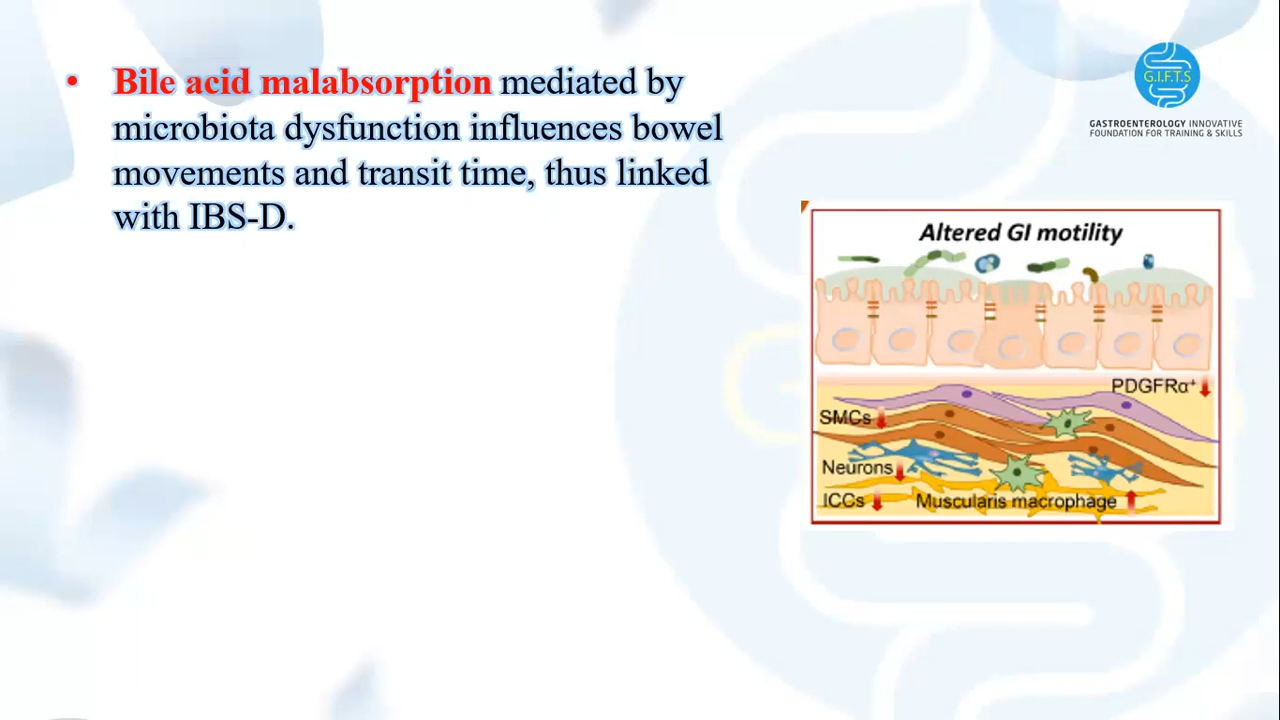 • Bile acid malabsorption mediated by
microbiota dysfunction influences bowel
movements and transit time, thus linked
with IBS-D.
G.I.F.T.S
GASTROENTEROLOGY INNOVATIVE
FOUNDATION FOR TRAINING & SKILLS
Altered GI motility
PDGFRα⁺
SMCs
Neurons
ICCs
Muscularis macrophage